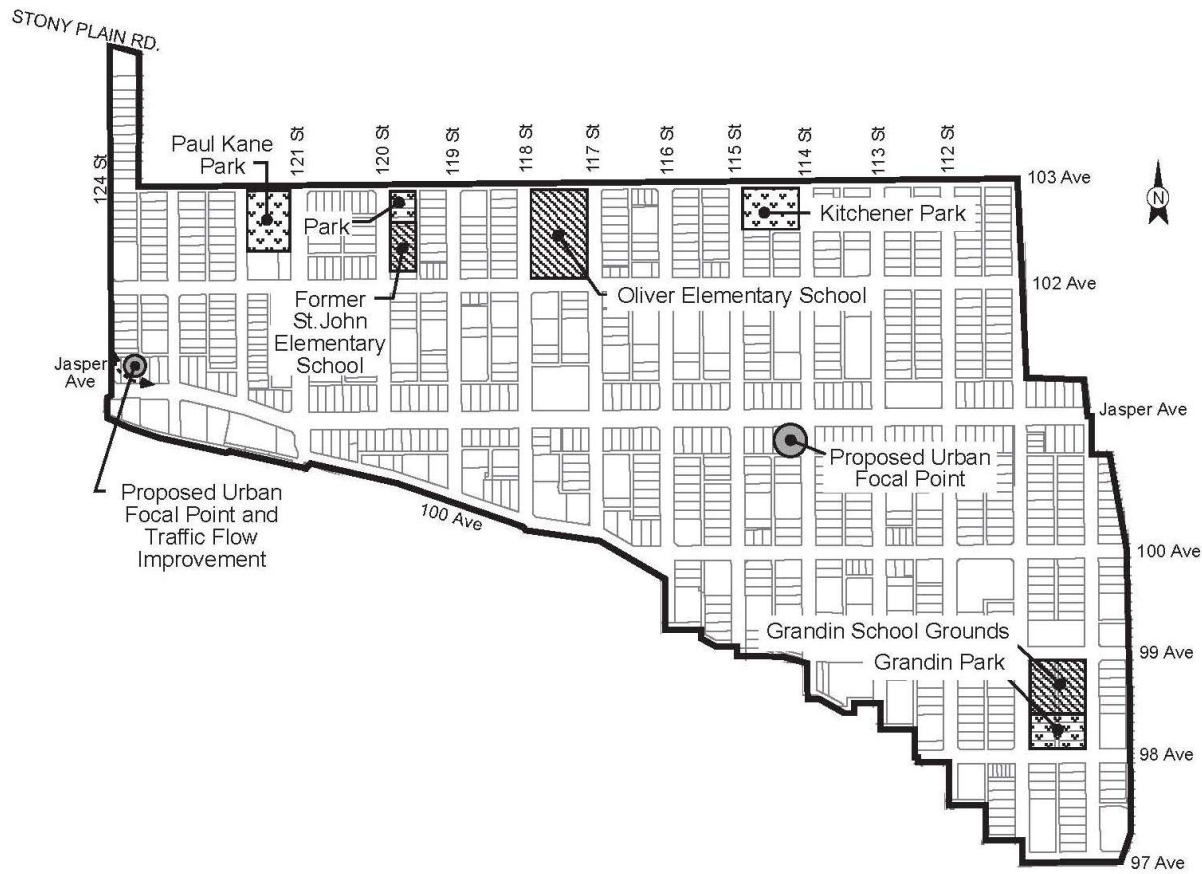 STONY PLAIN RD.
124 St
Paul Kane
Park
121 St
120 St
119 St
118 St
117 St
116 St
115 St
114 St
113 St
112 St
103 Ave
N
Park
Kitchener Park
Former
St.John
Elementary
School
Oliver Elementary School
102 Ave
Jasper
Ave
Jasper Ave
Proposed Urban
Focal Point
Proposed Urban
Focal Point and
Traffic Flow
Improvement
100 Ave
100 Ave
Grandin School Grounds
Grandin Park
99 Ave
98 Ave
97 Ave